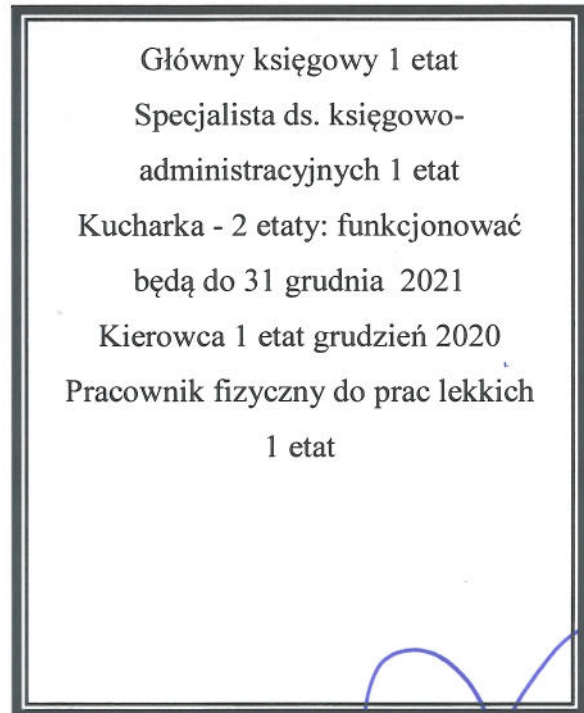 Główny księgowy 1 etat
Specjalista ds. księgowo-
administracyjnych 1 etat
Kucharka - 2 etaty: funkcjonować
będą do 31 grudnia 2021
Kierowca 1 etat grudzień 2020
Pracownik fizyczny do prac lekkich
1 etat